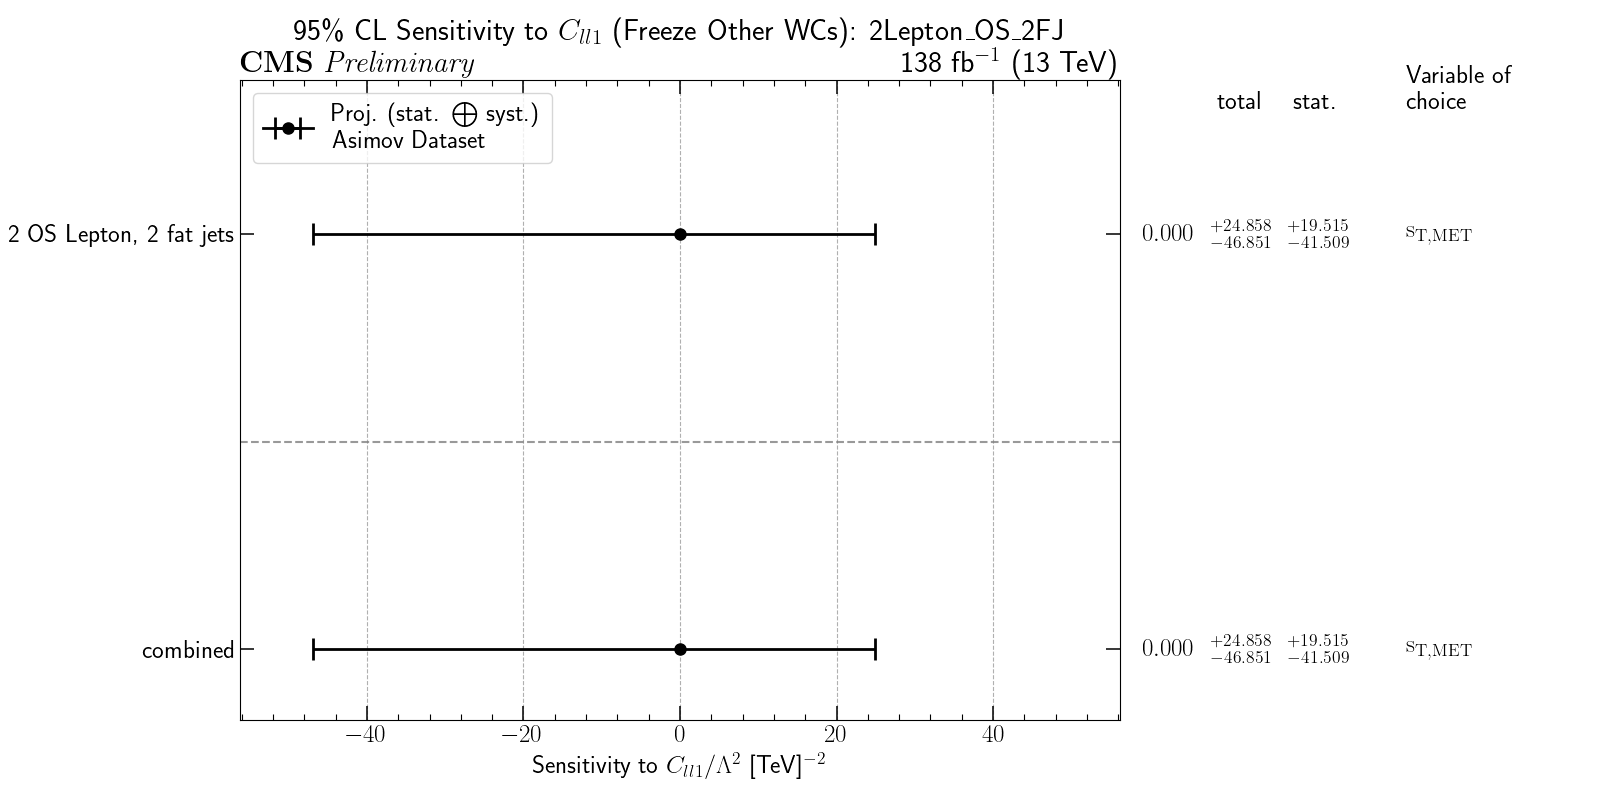 95% CL Sensitivity to C_{ll1} (Freeze Other WCs): 2Lepton_OS_2FJ
CMS Preliminary
138 fb^{−1} (13 TeV)
total stat. Variable of choice
Proj. (stat. ⨁ syst.)
Asimov Dataset
2 OS Lepton, 2 fat jets
0.000 +24.858 −46.851 +19.515 −41.509 s_{T,MET}
combined
0.000 +24.858 −46.851 +19.515 −41.509 s_{T,MET}
−40 −20 0 20 40
Sensitivity to C_{ll1}/Λ^2 [TeV]^{−2}